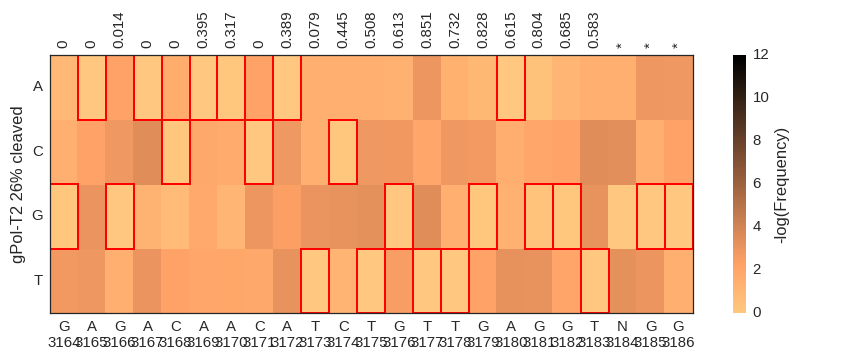 0 0 0.014 0 0 0.395 0.317 0 0.389 0.079 0.445 0.508 0.613 0.851 0.732 0.828 0.615 0.804 0.685 0.583 * * *
gPol-T2 26% cleaved
A
C
G
T
G A G A C A A C A T C T G T T G A G G T N G G
3164 3165 3166 3167 3168 3169 3170 3171 3172 3173 3174 3175 3176 3177 3178 3179 3180 3181 3182 3183 3184 3185 3186
12
10
8
6
4
2
0
-log(Frequency)